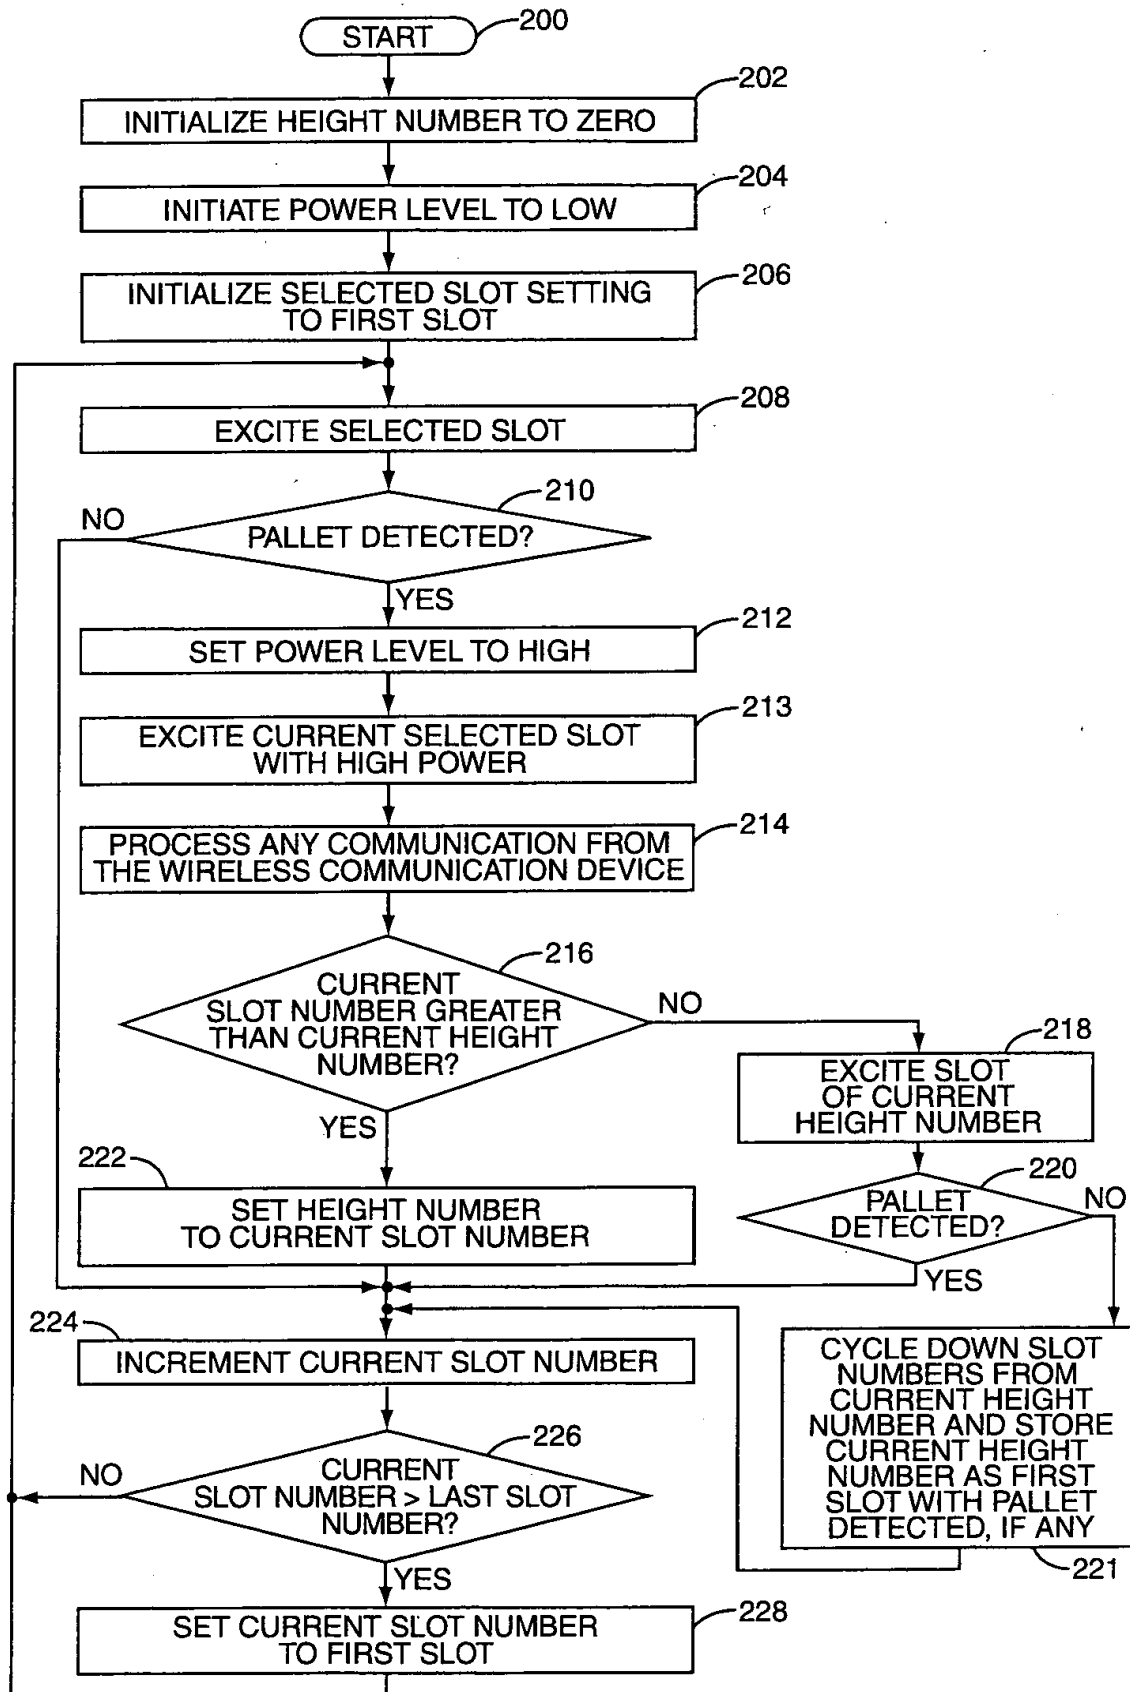 START
200
202
INITIALIZE HEIGHT NUMBER TO ZERO
204
INITIATE POWER LEVEL TO LOW
206
INITIALIZE SELECTED SLOT SETTING
TO FIRST SLOT
208
EXCITE SELECTED SLOT
210
NO
PALLET DETECTED?
YES
212
SET POWER LEVEL TO HIGH
213
EXCITE CURRENT SELECTED SLOT
WITH HIGH POWER
214
PROCESS ANY COMMUNICATION FROM
THE WIRELESS COMMUNICATION DEVICE
216
CURRENT
SLOT NUMBER GREATER
THAN CURRENT HEIGHT
NUMBER?
NO
YES
218
EXCITE SLOT
OF CURRENT
HEIGHT NUMBER
220
PALLET
DETECTED?
NO
YES
222
SET HEIGHT NUMBER
TO CURRENT SLOT NUMBER
224
INCREMENT CURRENT SLOT NUMBER
CYCLE DOWN SLOT
NUMBERS FROM
CURRENT HEIGHT
NUMBER AND STORE
CURRENT HEIGHT
NUMBER AS FIRST
SLOT WITH PALLET
DETECTED, IF ANY
221
226
NO
CURRENT
SLOT NUMBER > LAST SLOT
NUMBER?
YES
228
SET CURRENT SLOT NUMBER
TO FIRST SLOT